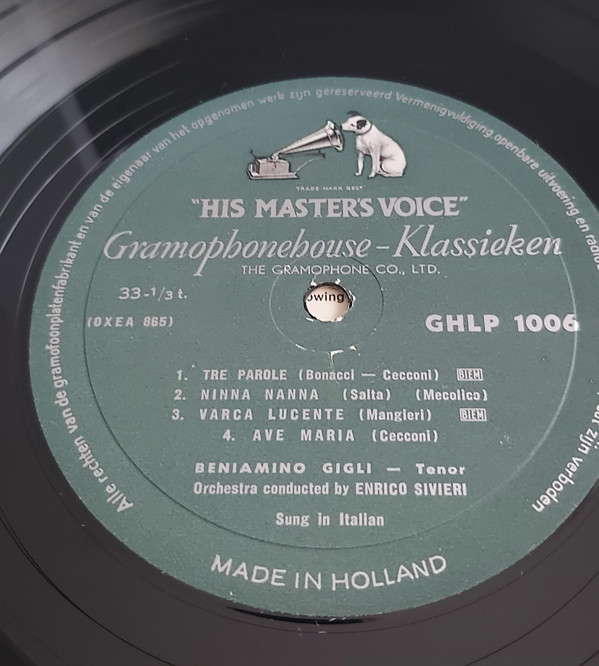 Alle rechten van de gramofoonplatenfabrikant en van de eigenaar van het opgenomen werk zijn gereserveerd Vermenigvuldiging, openbare uitvoering en radio
zijn verboden
TRADE MARK REGD
"HIS MASTER'S VOICE"
Gramophonehouse - Klassieken
THE GRAMOPHONE CO., LTD.
33-1/3 t.
owing
(OXEA 865)
GHLP 1006
1. TRE PAROLE (Bonacci — Cecconi) BIEM
2. NINNA NANNA (Salta) (Mecolico)
3. VARCA LUCENTE (Mangieri) BIEM
4. AVE MARIA (Cecconi)
BENIAMINO GIGLI — Tenor
Orchestra conducted by ENRICO SIVIERI
Sung in Italian
MADE IN HOLLAND